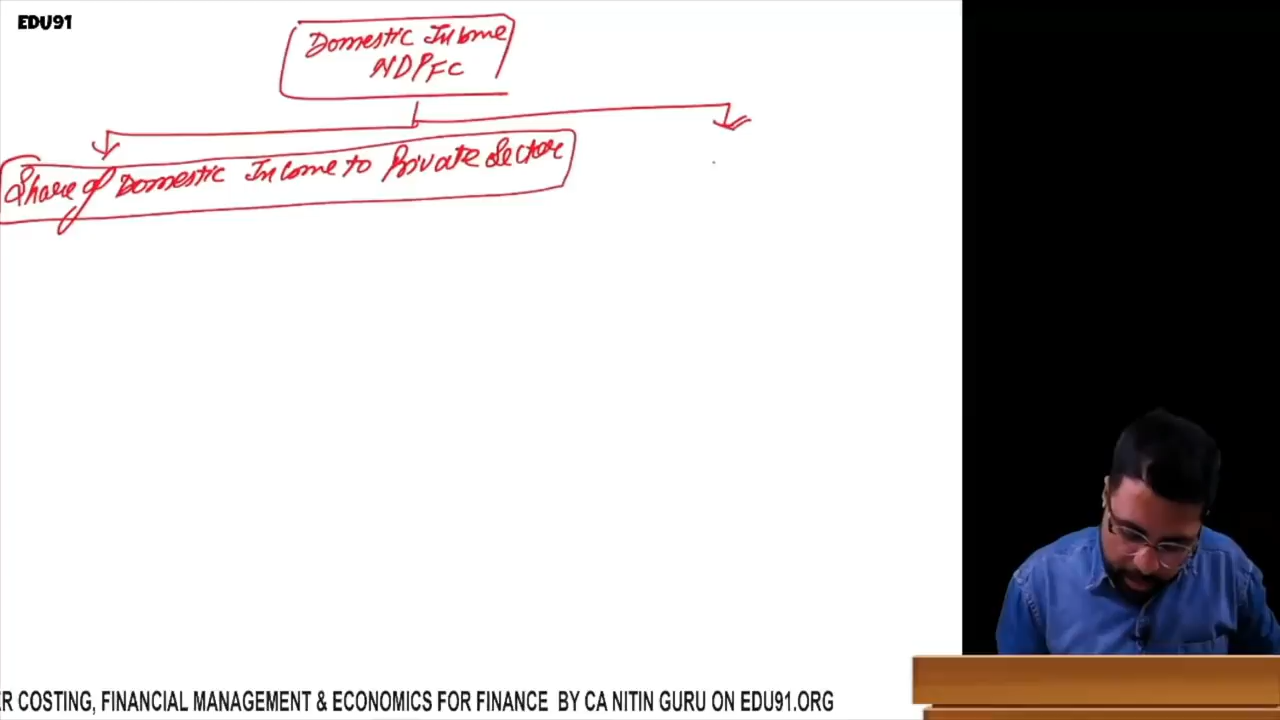 EDU91
Domestic Income
NDPFC
Share of Domestic Income to Private Sector
ER COSTING, FINANCIAL MANAGEMENT & ECONOMICS FOR FINANCE BY CA NITIN GURU ON EDU91.ORG